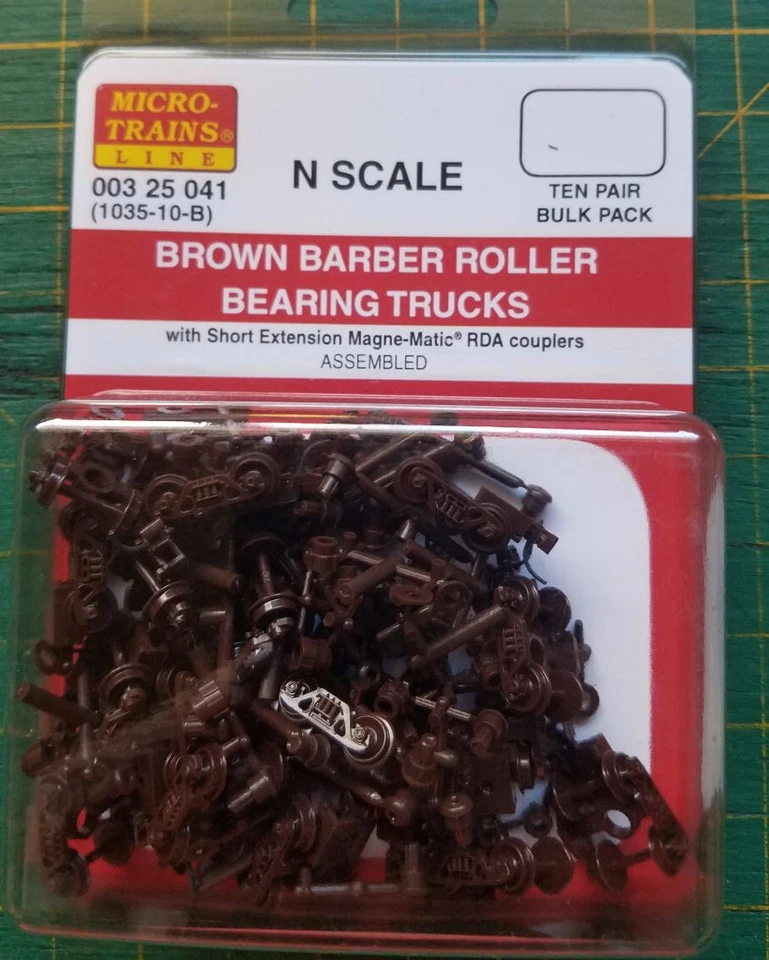 MICRO-
TRAINS®
LINE
003 25 041
(1035-10-B)
N SCALE
TEN PAIR
BULK PACK
BROWN BARBER ROLLER
BEARING TRUCKS
with Short Extension Magne-Matic® RDA couplers
ASSEMBLED